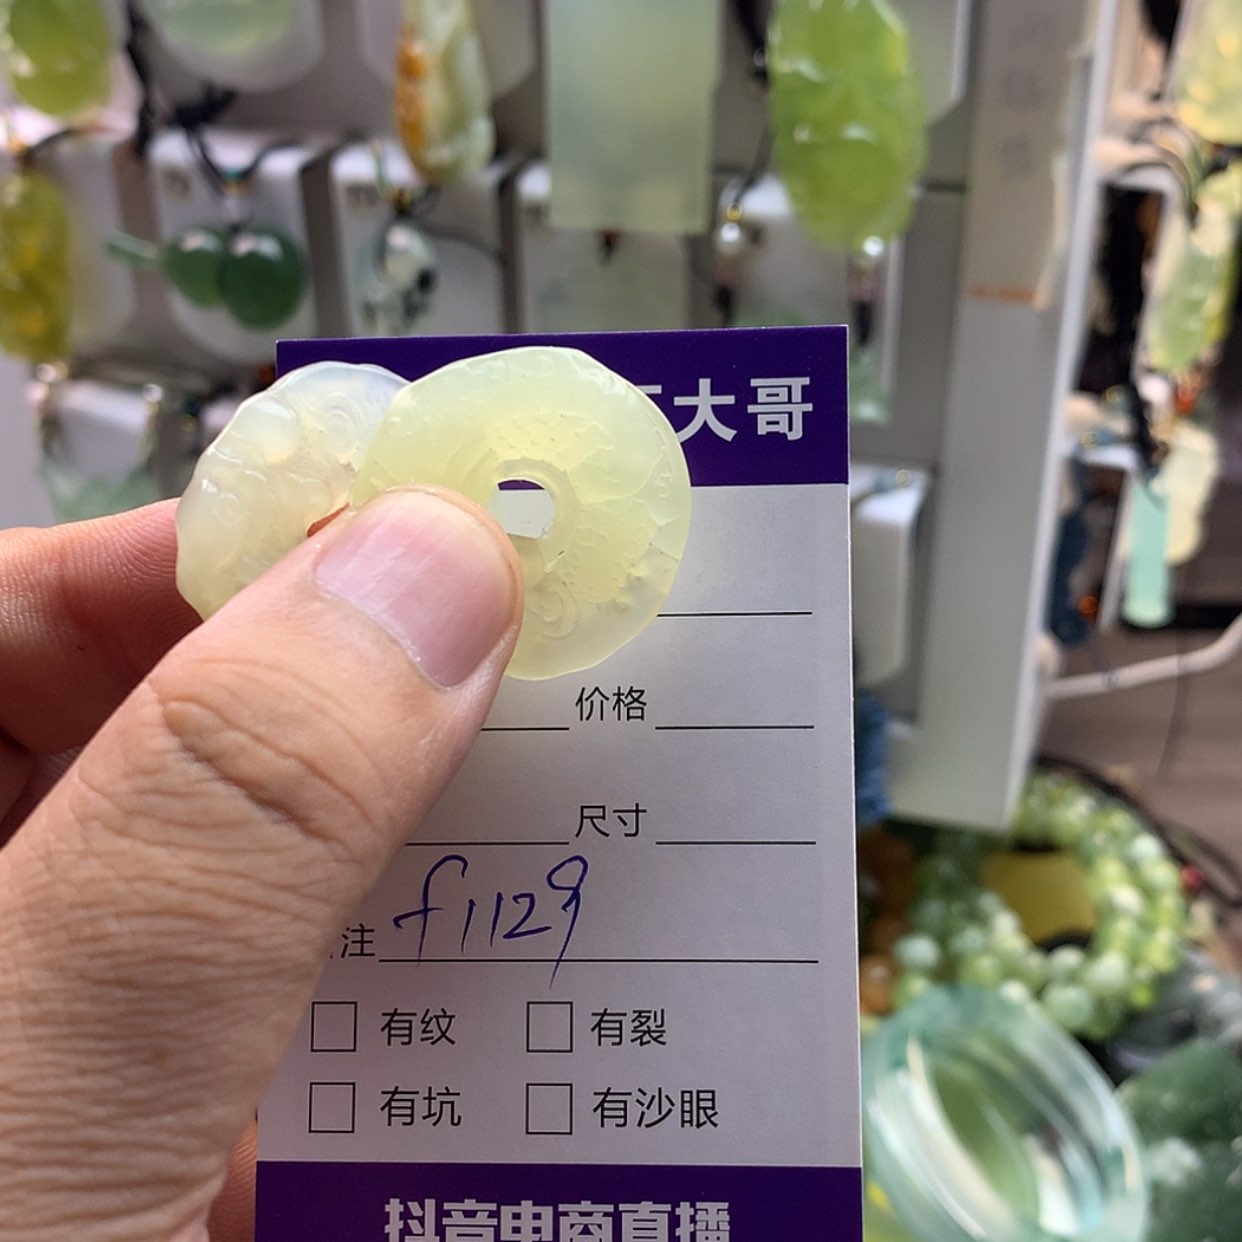 大哥
价格
尺寸
注 f1129
有纹 有裂
有坑 有沙眼
抖音电商直播